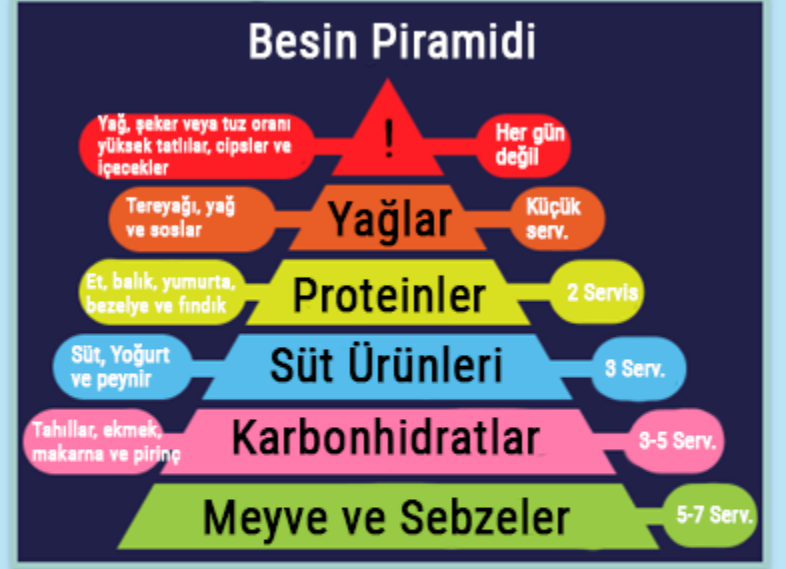 Besin Piramidi
Yağ, şeker veya tuz oranı
yüksek tatlılar, cipsler ve
içecekler
!
Her gün
değil
Tereyağı, yağ
ve soslar
Yağlar
Küçük
serv.
Et, balık, yumurta,
bezelye ve fındık
Proteinler
2 Servis
Süt, Yoğurt
ve peynir
Süt Ürünleri
3 Serv.
Tahıllar, ekmek,
makarna ve pirinç
Karbonhidratlar
3-5 Serv.
Meyve ve Sebzeler
5-7 Serv.